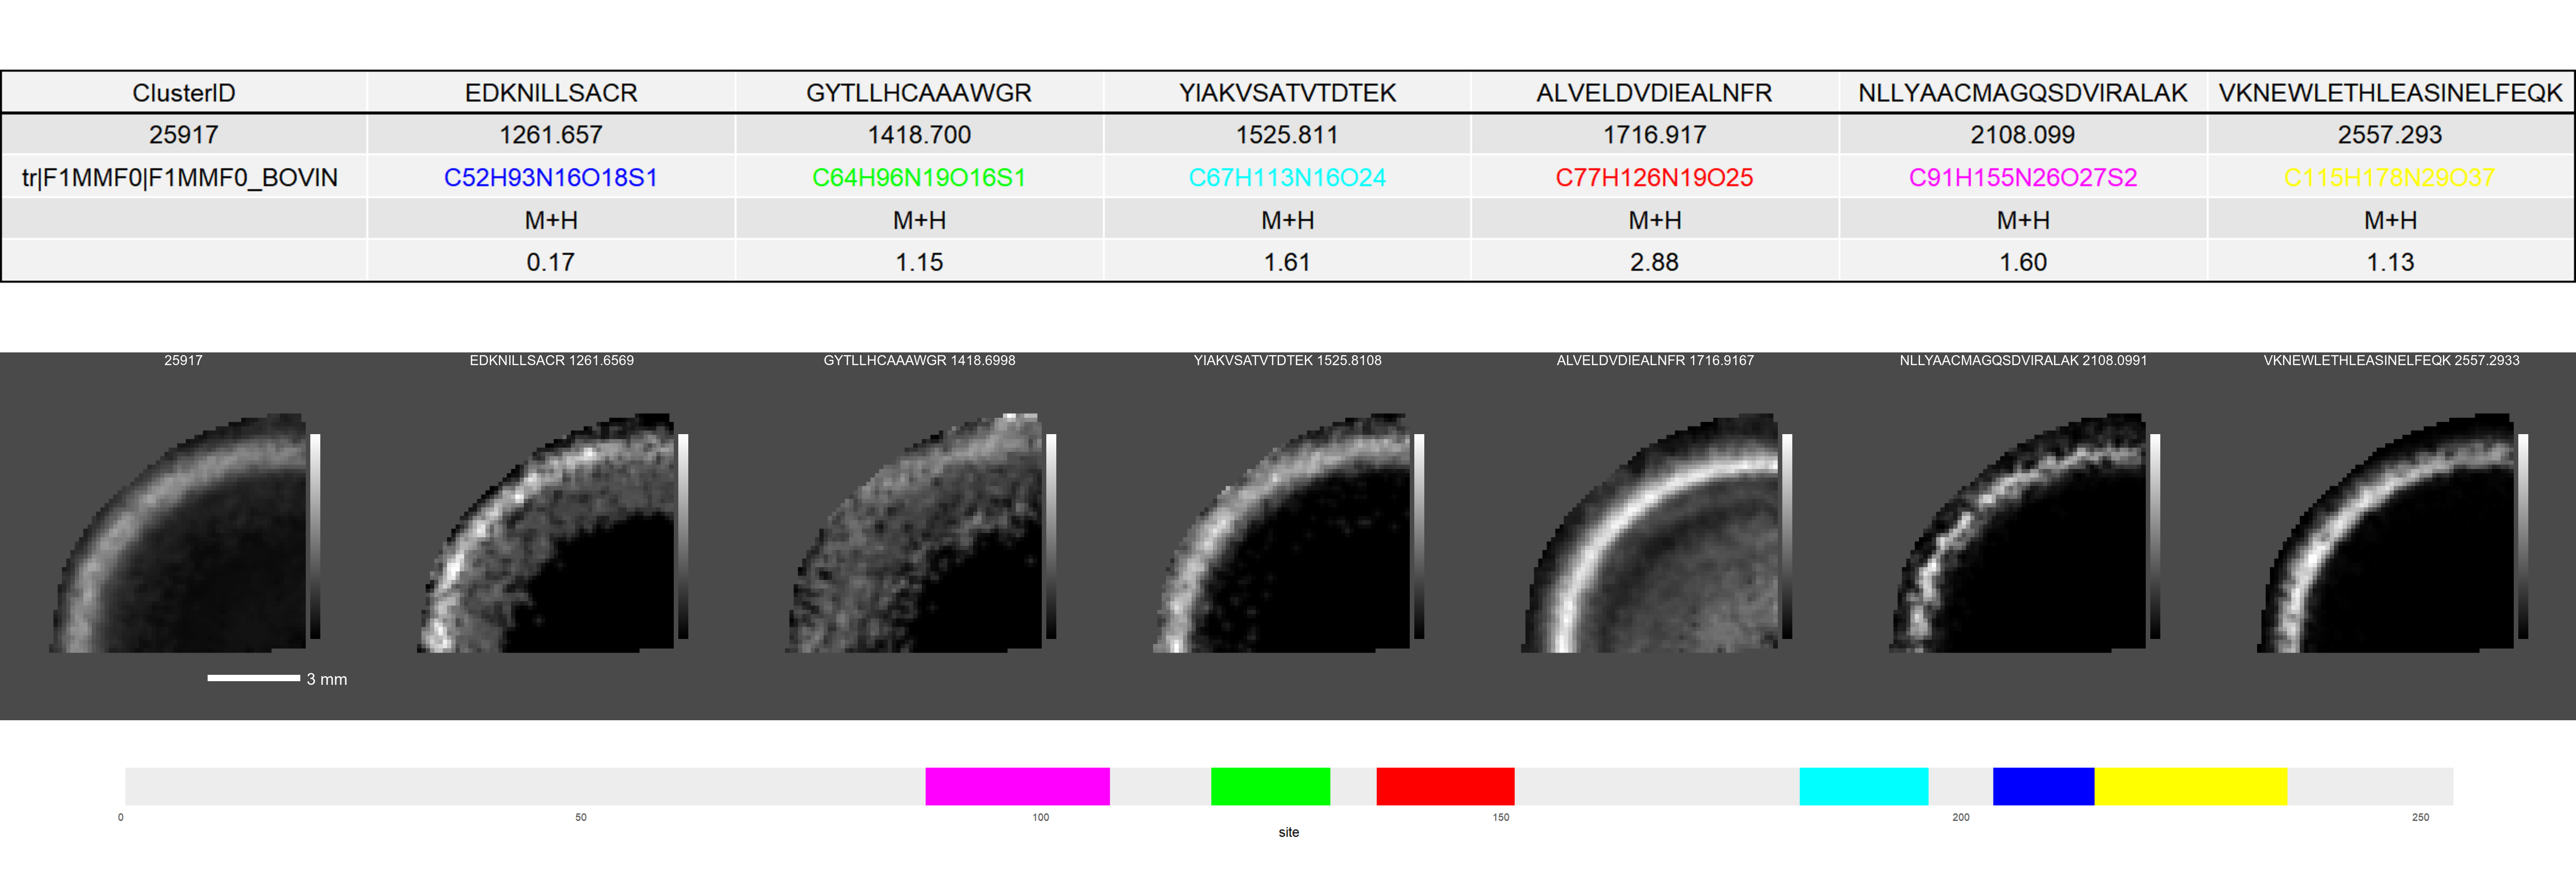 ClusterID EDKNILLSACR GYTLLHCAAAWGR YIAKVSATVTDTEK ALVELDVDIEALNFR NLLYAACMAGQSDVIRALAK VKNEWLETHLEASINELFEQK
25917 1261.657 1418.700 1525.811 1716.917 2108.099 2557.293
tr|F1MMF0|F1MMF0_BOVIN C52H93N16O18S1 C64H96N19O16S1 C67H113N16O24 C77H126N19O25 C91H155N26O27S2 C115H178N29O37
M+H M+H M+H M+H M+H M+H
0.17 1.15 1.61 2.88 1.60 1.13
25917 EDKNILLSACR 1261.6569 GYTLLHCAAAWGR 1418.6998 YIAKVSATVTDTEK 1525.8108 ALVELDVDIEALNFR 1716.9167 NLLYAACMAGQSDVIRALAK 2108.0991 VKNEWLETHLEASINELFEQK 2557.2933
3 mm
0 50 100 150 200 250
site